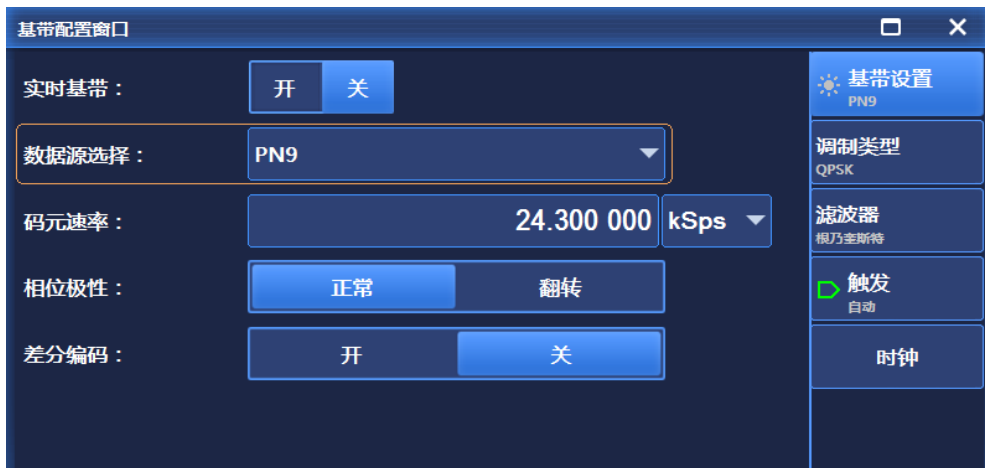 基带配置窗口
实时基带： 开 关
数据源选择： PN9
码元速率： 24.300 000 kSps
相位极性： 正常 翻转
差分编码： 开 关
基带设置
PN9
调制类型
QPSK
滤波器
根乃奎斯特
触发
自动
时钟